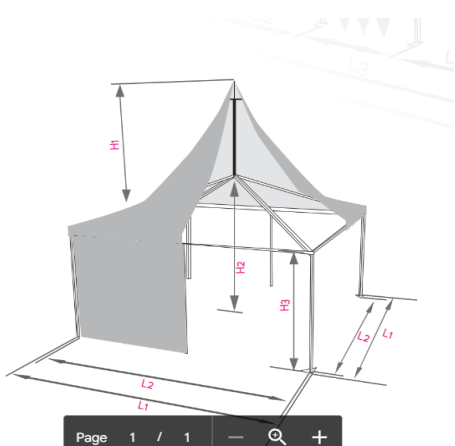 L3
L
H1
H2
H3
L2
L1
L2
L1
Page 1 / 1 — +